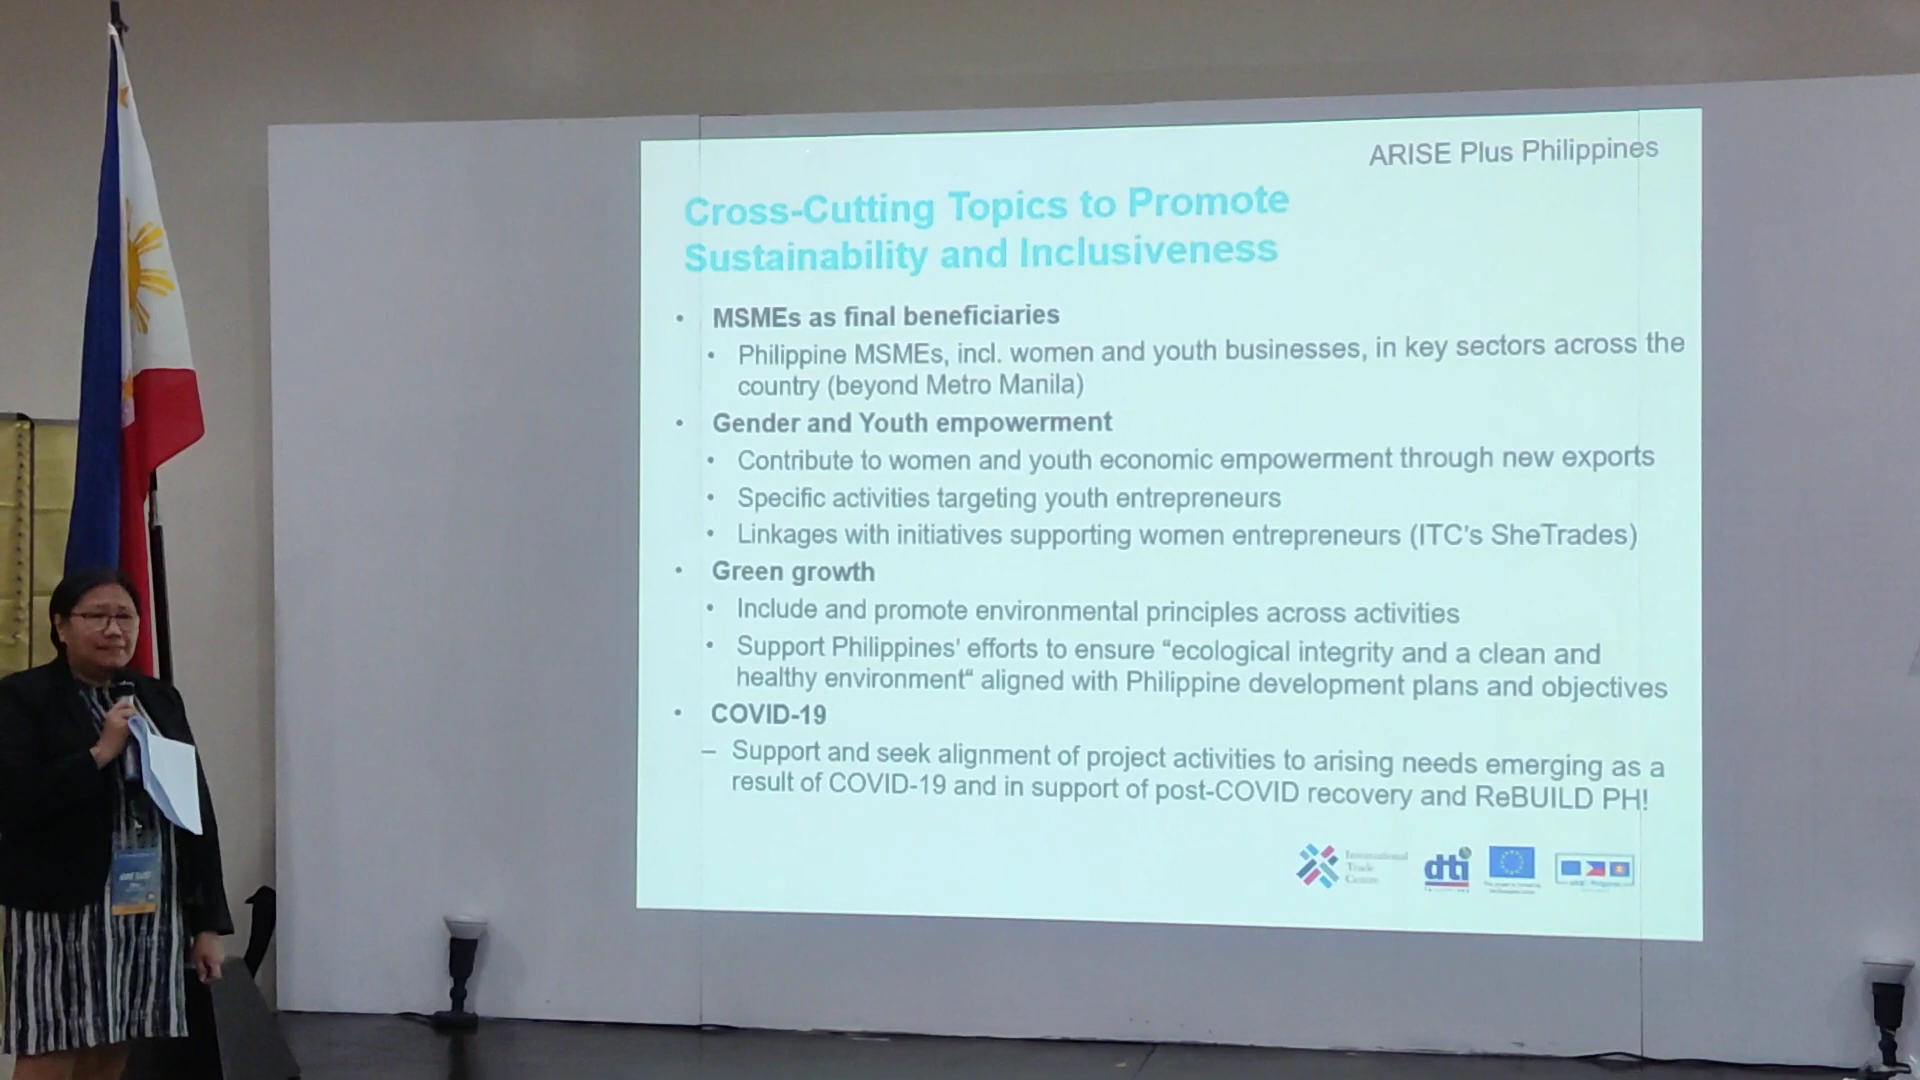 ARISE Plus Philippines
Cross-Cutting Topics to Promote
Sustainability and Inclusiveness
• MSMEs as final beneficiaries
• Philippine MSMEs, incl. women and youth businesses, in key sectors across the
country (beyond Metro Manila)
• Gender and Youth empowerment
• Contribute to women and youth economic empowerment through new exports
• Specific activities targeting youth entrepreneurs
• Linkages with initiatives supporting women entrepreneurs (ITC's SheTrades)
• Green growth
• Include and promote environmental principles across activities
• Support Philippines' efforts to ensure “ecological integrity and a clean and
healthy environment“ aligned with Philippine development plans and objectives
• COVID-19
– Support and seek alignment of project activities to arising needs emerging as a
result of COVID-19 and in support of post-COVID recovery and ReBUILD PH!
International
Trade
Centre
dti